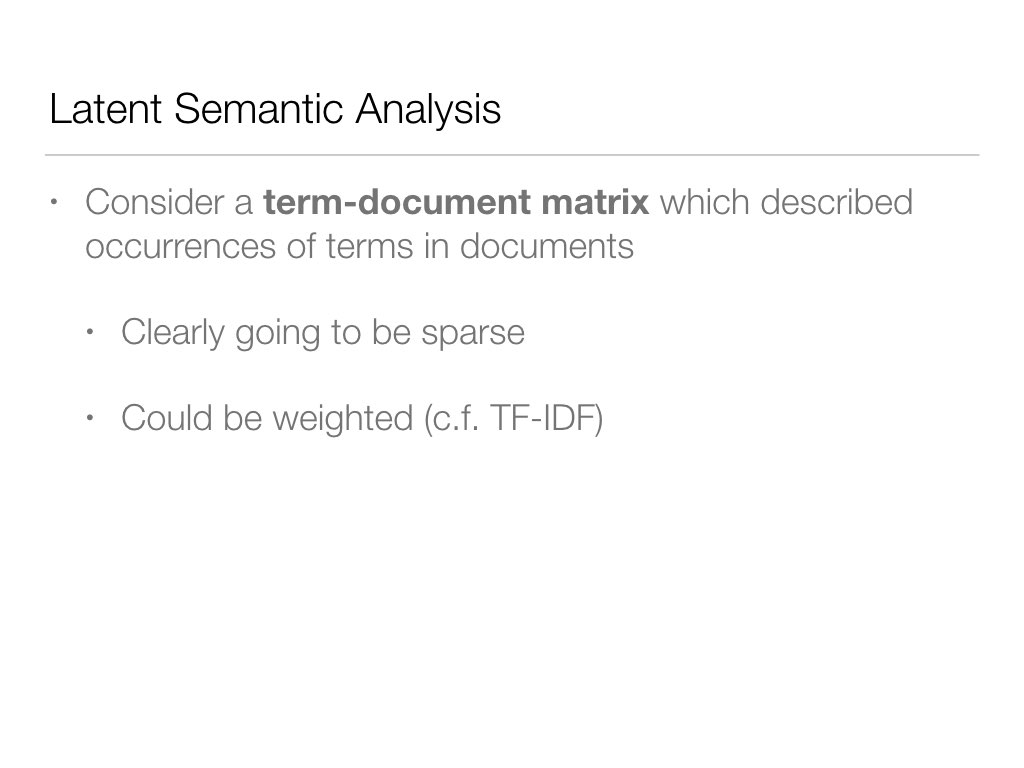 Latent Semantic Analysis
• Consider a term-document matrix which described
occurrences of terms in documents
• Clearly going to be sparse
• Could be weighted (c.f. TF-IDF)